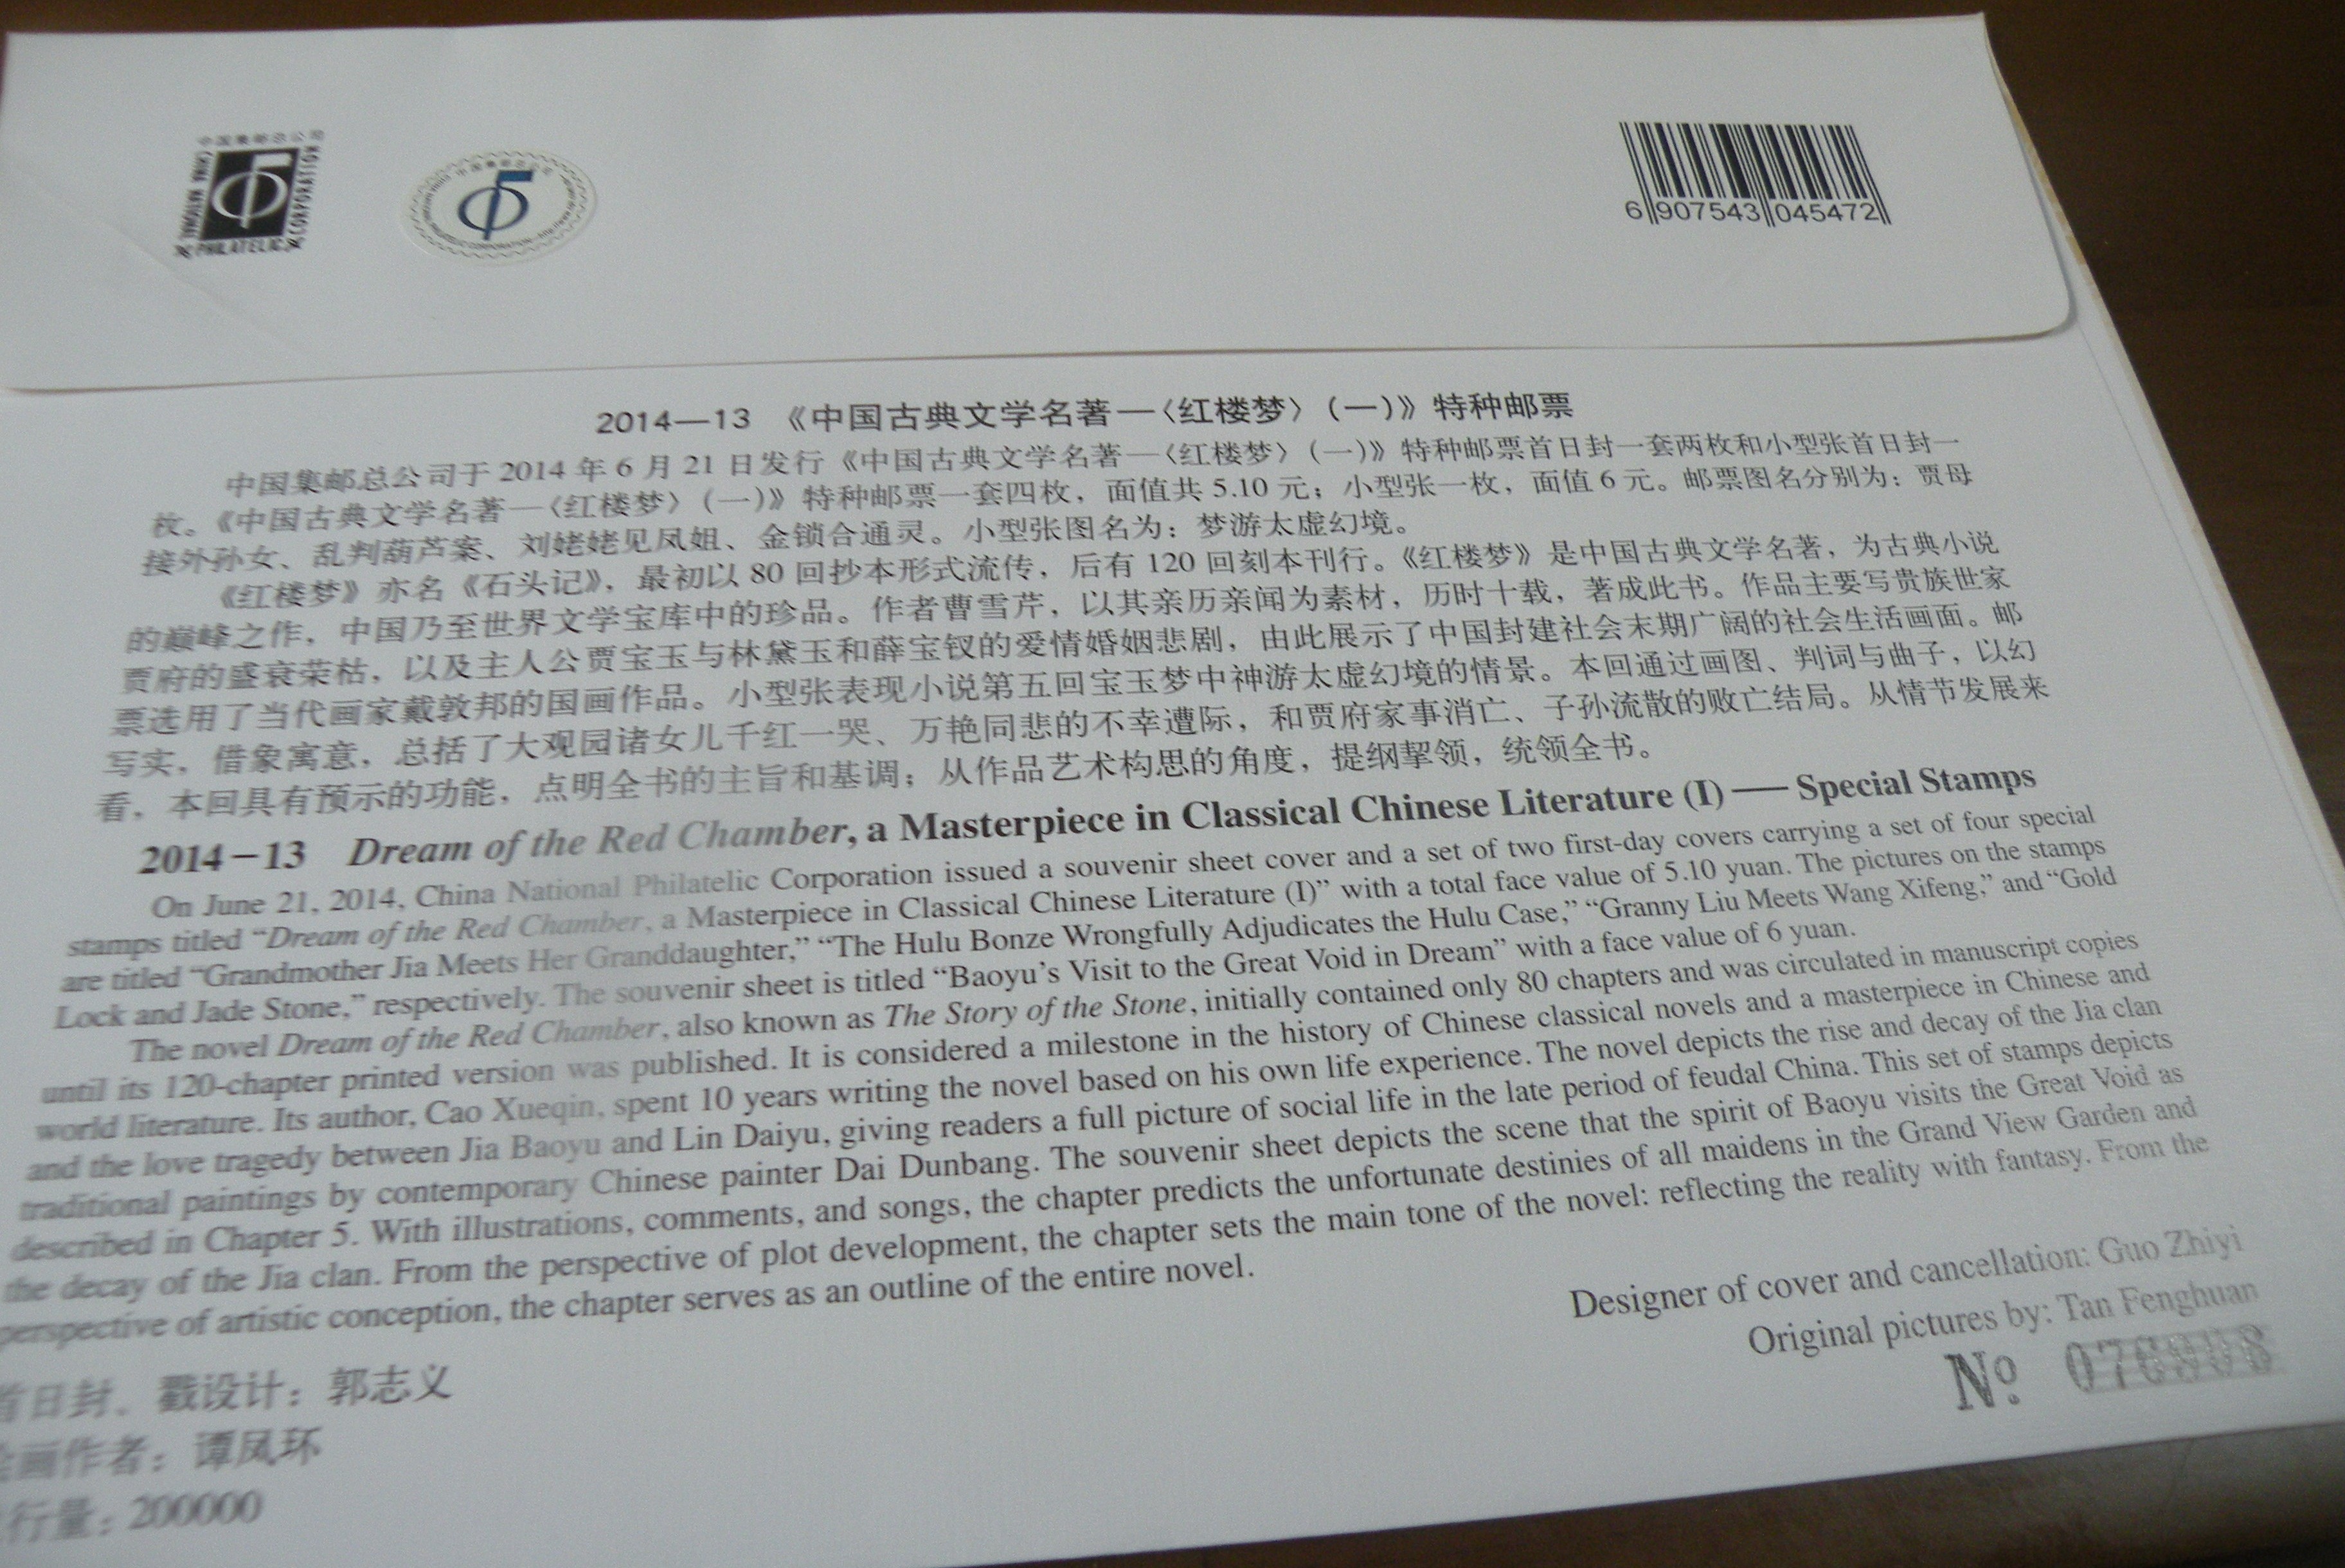 中国集邮总公司
CHINA NATIONAL
PHILATELIC
CORPORATION
中国集邮总公司
6 907543 045472
2014—13 《中国古典文学名著—〈红楼梦〉(一)》特种邮票
中国集邮总公司于 2014 年 6 月 21 日发行《中国古典文学名著—〈红楼梦〉(一)》特种邮票首日封一套两枚和小型张首日封一
枚。《中国古典文学名著—〈红楼梦〉(一)》特种邮票一套四枚，面值共 5.10 元；小型张一枚，面值 6 元。邮票图名分别为：贾母
接外孙女、乱判葫芦案、刘姥姥见凤姐、金锁合通灵。小型张图名为：梦游太虚幻境。
《红楼梦》亦名《石头记》，最初以 80 回抄本形式流传，后有 120 回刻本刊行。《红楼梦》是中国古典文学名著，为古典小说
的巅峰之作，中国乃至世界文学宝库中的珍品。作者曹雪芹，以其亲历亲闻为素材，历时十载，著成此书。作品主要写贵族世家
贾府的盛衰荣枯，以及主人公贾宝玉与林黛玉和薛宝钗的爱情婚姻悲剧，由此展示了中国封建社会末期广阔的社会生活画面。邮
票选用了当代画家戴敦邦的国画作品。小型张表现小说第五回宝玉梦中神游太虚幻境的情景。本回通过画图、判词与曲子，以幻
写实，借象寓意，总括了大观园诸女儿千红一哭、万艳同悲的不幸遭际，和贾府家事消亡、子孙流散的败亡结局。从情节发展来
看，本回具有预示的功能，点明全书的主旨和基调；从作品艺术构思的角度，提纲挈领，统领全书。
2014－13 Dream of the Red Chamber, a Masterpiece in Classical Chinese Literature (I) — Special Stamps
On June 21, 2014, China National Philatelic Corporation issued a souvenir sheet cover and a set of two first-day covers carrying a set of four special
stamps titled “Dream of the Red Chamber, a Masterpiece in Classical Chinese Literature (I)” with a total face value of 5.10 yuan. The pictures on the stamps
are titled “Grandmother Jia Meets Her Granddaughter,” “The Hulu Bonze Wrongfully Adjudicates the Hulu Case,” “Granny Liu Meets Wang Xifeng,” and “Gold
Lock and Jade Stone,” respectively. The souvenir sheet is titled “Baoyu’s Visit to the Great Void in Dream” with a face value of 6 yuan.
The novel Dream of the Red Chamber, also known as The Story of the Stone, initially contained only 80 chapters and was circulated in manuscript copies
until its 120-chapter printed version was published. It is considered a milestone in the history of Chinese classical novels and a masterpiece in Chinese and
world literature. Its author, Cao Xueqin, spent 10 years writing the novel based on his own life experience. The novel depicts the rise and decay of the Jia clan
and the love tragedy between Jia Baoyu and Lin Daiyu, giving readers a full picture of social life in the late period of feudal China. This set of stamps depicts
traditional paintings by contemporary Chinese painter Dai Dunbang. The souvenir sheet depicts the scene that the spirit of Baoyu visits the Great Void as
described in Chapter 5. With illustrations, comments, and songs, the chapter predicts the unfortunate destinies of all maidens in the Grand View Garden and
the decay of the Jia clan. From the perspective of plot development, the chapter sets the main tone of the novel: reflecting the reality with fantasy. From the
perspective of artistic conception, the chapter serves as an outline of the entire novel.
Designer of cover and cancellation: Guo Zhiyi
Original pictures by: Tan Fenghuan
№
首日封、戳设计：郭志义
绘画作者：谭凤环
发行量：200000